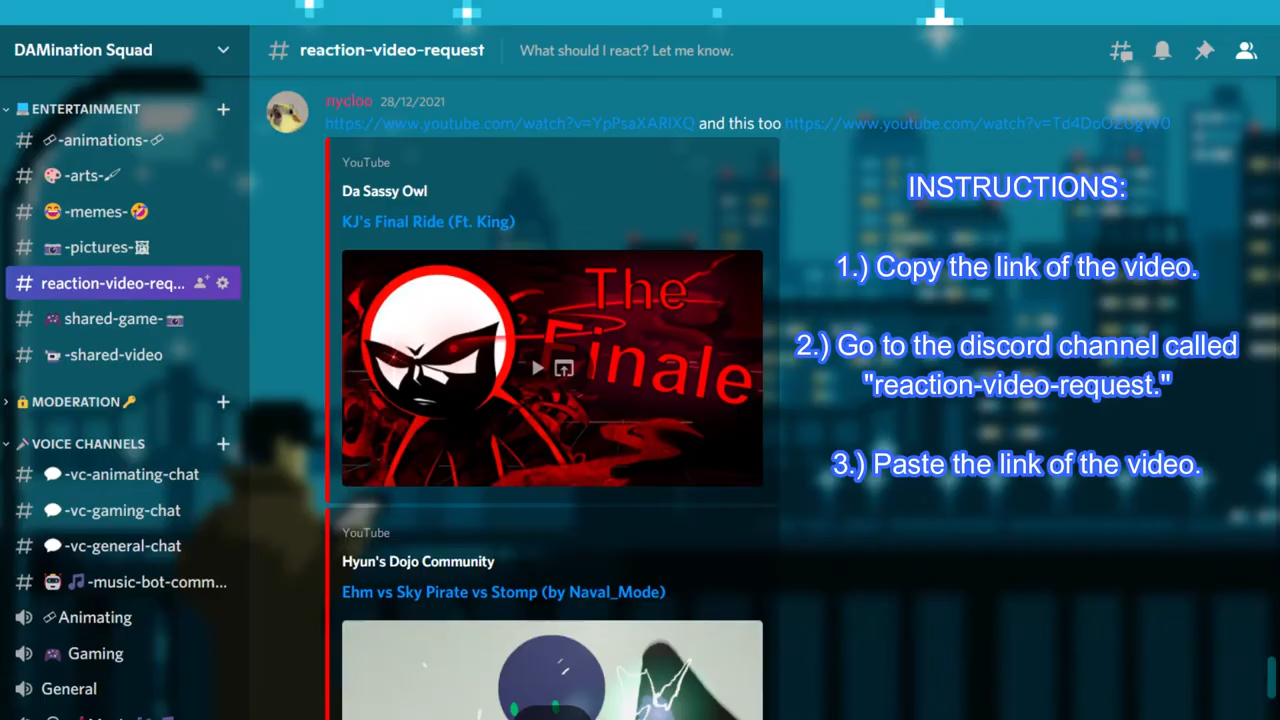 DAMination Squad
ENTERTAINMENT
-animations-
-arts-
-memes-
-pictures-
reaction-video-req...
shared-game-
-shared-video
MODERATION
VOICE CHANNELS
-vc-animating-chat
-vc-gaming-chat
-vc-general-chat
-music-bot-comm...
Animating
Gaming
General
# reaction-video-request
What should I react? Let me know.
nycloo 28/12/2021
https://www.youtube.com/watch?v=YpPsaXARlXQ and this too
YouTube
Da Sassy Owl
KJ's Final Ride (Ft. King)
The
Finale
YouTube
Hyun's Dojo Community
Ehm vs Sky Pirate vs Stomp (by Naval_Mode)
INSTRUCTIONS:
1.) Copy the link of the video.
2.) Go to the discord channel called
"reaction-video-request."
3.) Paste the link of the video.